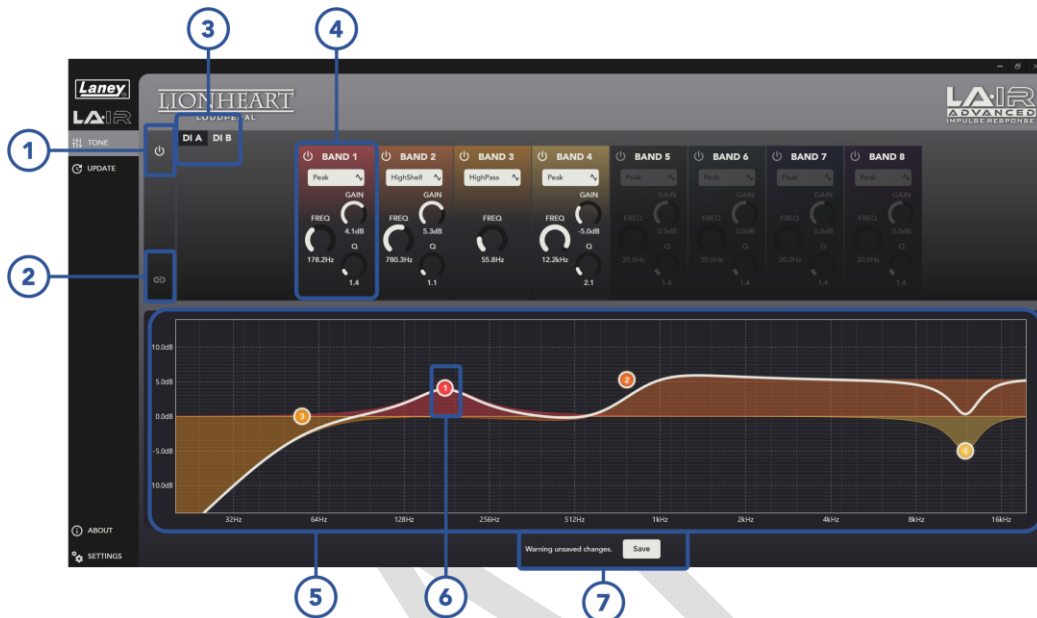 3
4
Laney
LA·IR
LIONHEART
LOUDPEDAL
LA·IR
ADVANCED
IMPULSE RESPONSE
1
TONE
UPDATE
DI A DI B
BAND 1 BAND 2 BAND 3 BAND 4 BAND 5 BAND 6 BAND 7 BAND 8
Peak HighShelf HighPass Peak Peak Peak Peak Peak
GAIN GAIN GAIN GAIN GAIN GAIN GAIN
FREQ FREQ FREQ FREQ FREQ FREQ FREQ FREQ
4.1dB 5.3dB -5.0dB 0.0dB 0.0dB 0.0dB 0.0dB
Q Q Q Q Q Q Q
178.2Hz 780.3Hz 55.8Hz 12.2kHz 20.0Hz 20.0Hz 20.0Hz 20.0Hz
1.4 1.1 2.1 1.4 1.4 1.4 1.4
2
10.0dB
5.0dB
0.0dB
-5.0dB
10.0dB
3
1
2
4
32Hz 64Hz 128Hz 256Hz 512Hz 1kHz 2kHz 4kHz 8kHz 16kHz
ABOUT
SETTINGS
Warning unsaved changes. Save
5
6
7